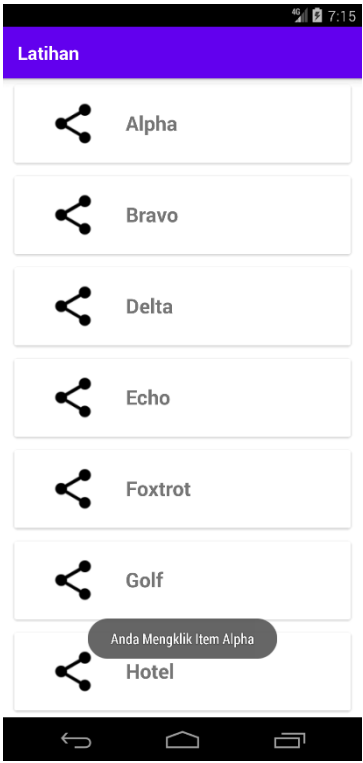 4G 7:15
Latihan
Alpha
Bravo
Delta
Echo
Foxtrot
Golf
Anda Mengklik Item Alpha
Hotel